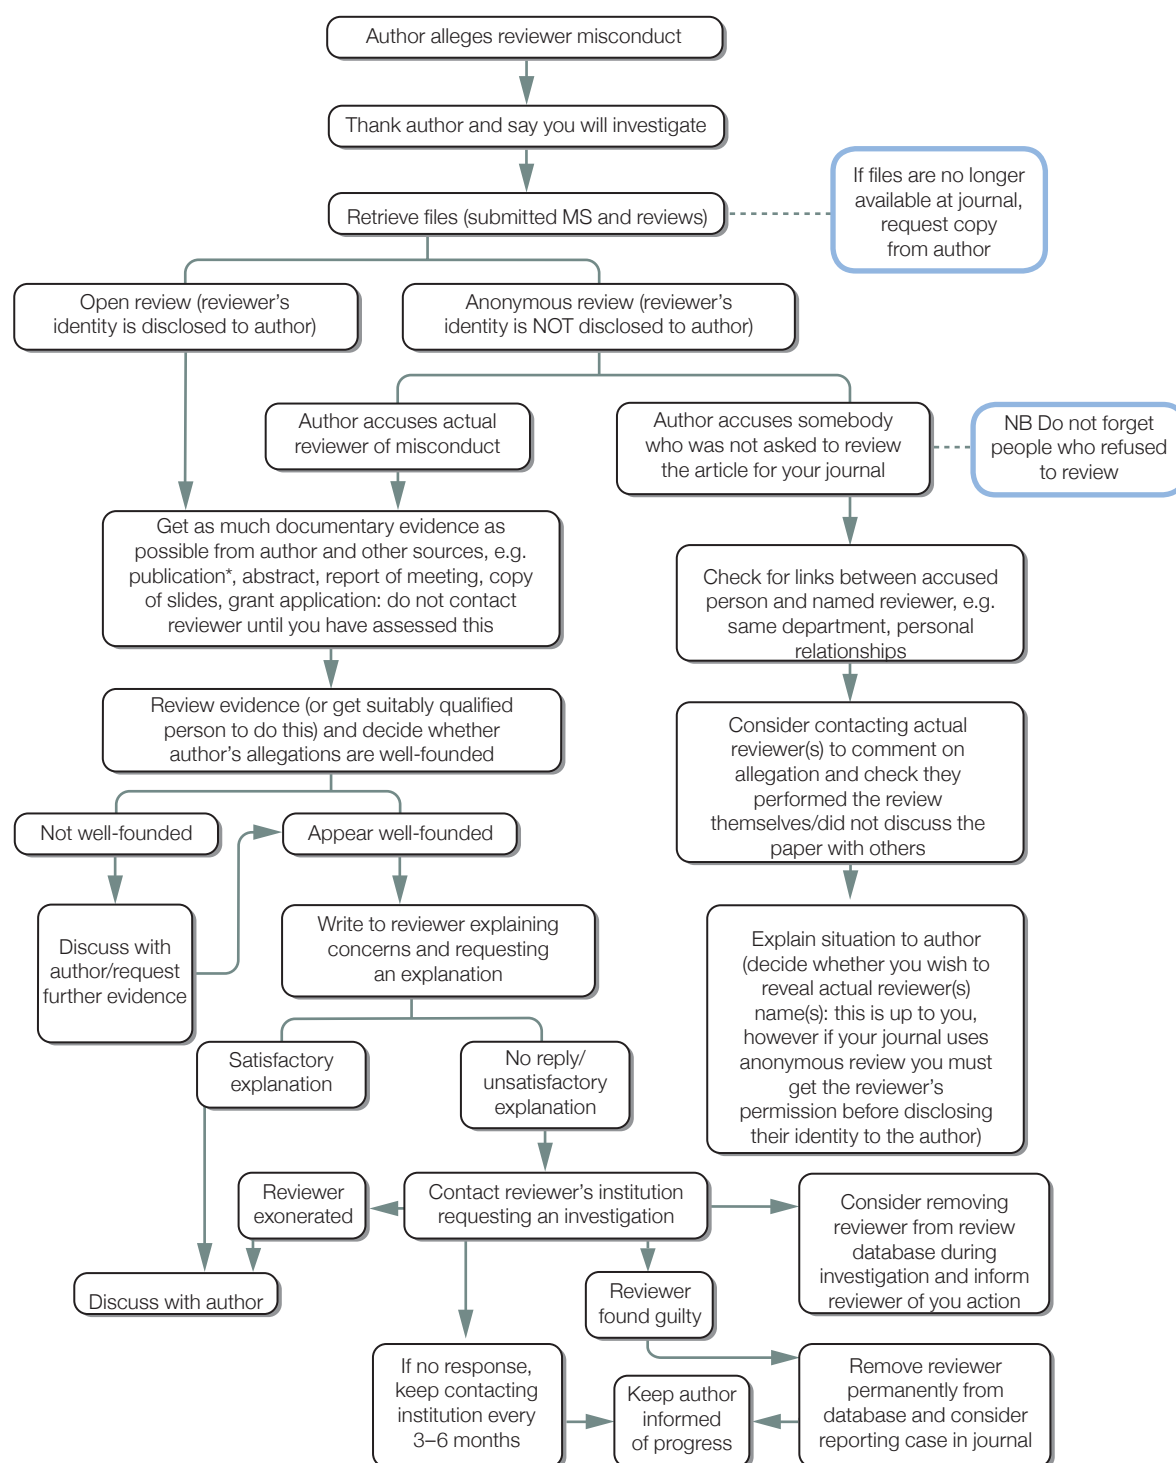 Author alleges reviewer misconduct
Thank author and say you will investigate
Retrieve files (submitted MS and reviews)
If files are no longer
available at journal,
request copy
from author
Open review (reviewer's
identity is disclosed to author)
Anonymous review (reviewer's
identity is NOT disclosed to author)
Author accuses actual
reviewer of misconduct
Author accuses somebody
who was not asked to review
the article for your journal
NB Do not forget
people who refused
to review
Get as much documentary evidence as
possible from author and other sources, e.g.
publication*, abstract, report of meeting, copy
of slides, grant application: do not contact
reviewer until you have assessed this
Check for links between accused
person and named reviewer, e.g.
same department, personal
relationships
Review evidence (or get suitably qualified
person to do this) and decide whether
author's allegations are well-founded
Consider contacting actual
reviewer(s) to comment on
allegation and check they
performed the review
themselves/did not discuss the
paper with others
Not well-founded
Appear well-founded
Discuss with
author/request
further evidence
Write to reviewer explaining
concerns and requesting
an explanation
Explain situation to author
(decide whether you wish to
reveal actual reviewer(s)
name(s): this is up to you,
however if your journal uses
anonymous review you must
get the reviewer's
permission before disclosing
their identity to the author)
Satisfactory
explanation
No reply/
unsatisfactory
explanation
Reviewer
exonerated
Contact reviewer's institution
requesting an investigation
Consider removing
reviewer from review
database during
investigation and inform
reviewer of you action
Discuss with author
Reviewer
found guilty
If no response,
keep contacting
institution every
3–6 months
Keep author
informed
of progress
Remove reviewer
permanently from
database and consider
reporting case in journal